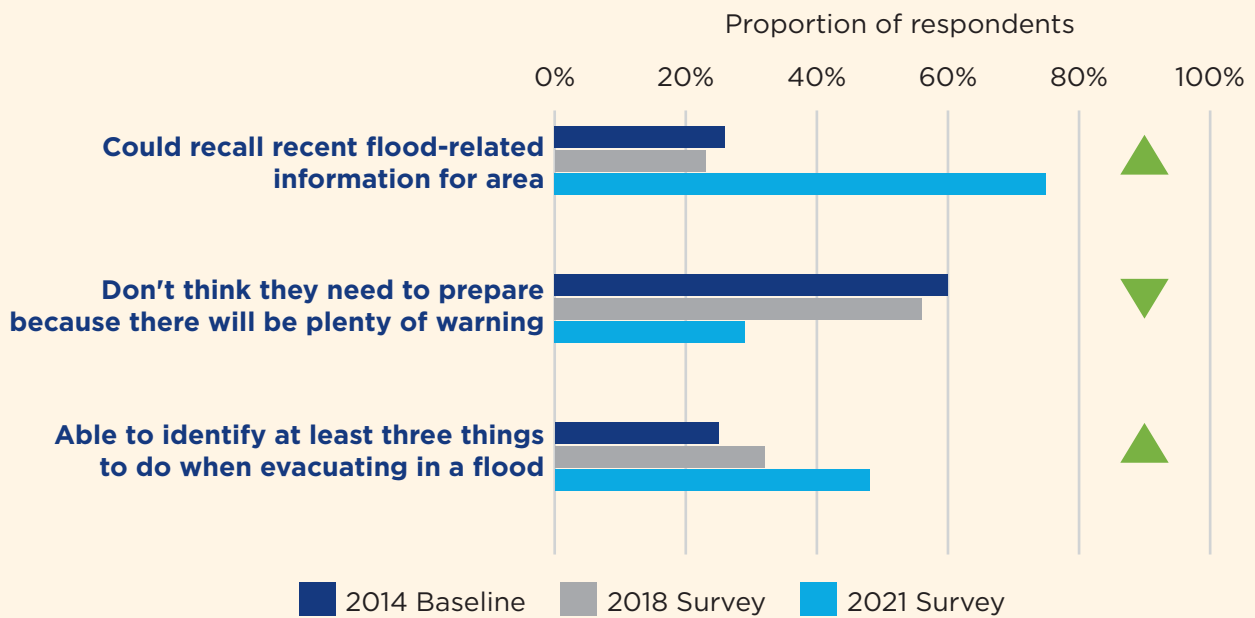 Proportion of respondents
0% 20% 40% 60% 80% 100%
Could recall recent flood-related
information for area
Don't think they need to prepare
because there will be plenty of warning
Able to identify at least three things
to do when evacuating in a flood
2014 Baseline 2018 Survey 2021 Survey